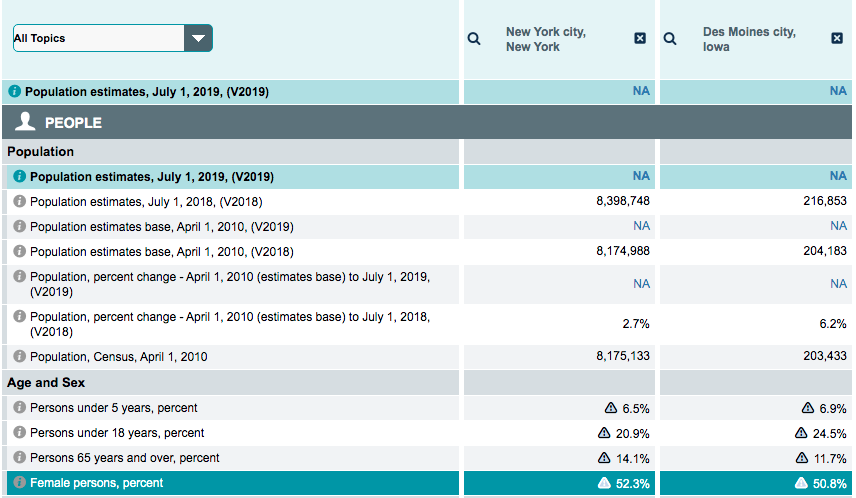 All Topics
New York city,
New York
Des Moines city,
Iowa
Population estimates, July 1, 2019, (V2019) NA NA
PEOPLE
Population
Population estimates, July 1, 2019, (V2019) NA NA
Population estimates, July 1, 2018, (V2018) 8,398,748 216,853
Population estimates base, April 1, 2010, (V2019) NA NA
Population estimates base, April 1, 2010, (V2018) 8,174,988 204,183
Population, percent change - April 1, 2010 (estimates base) to July 1, 2019,
(V2019) NA NA
Population, percent change - April 1, 2010 (estimates base) to July 1, 2018,
(V2018) 2.7% 6.2%
Population, Census, April 1, 2010 8,175,133 203,433
Age and Sex
Persons under 5 years, percent 6.5% 6.9%
Persons under 18 years, percent 20.9% 24.5%
Persons 65 years and over, percent 14.1% 11.7%
Female persons, percent 52.3% 50.8%